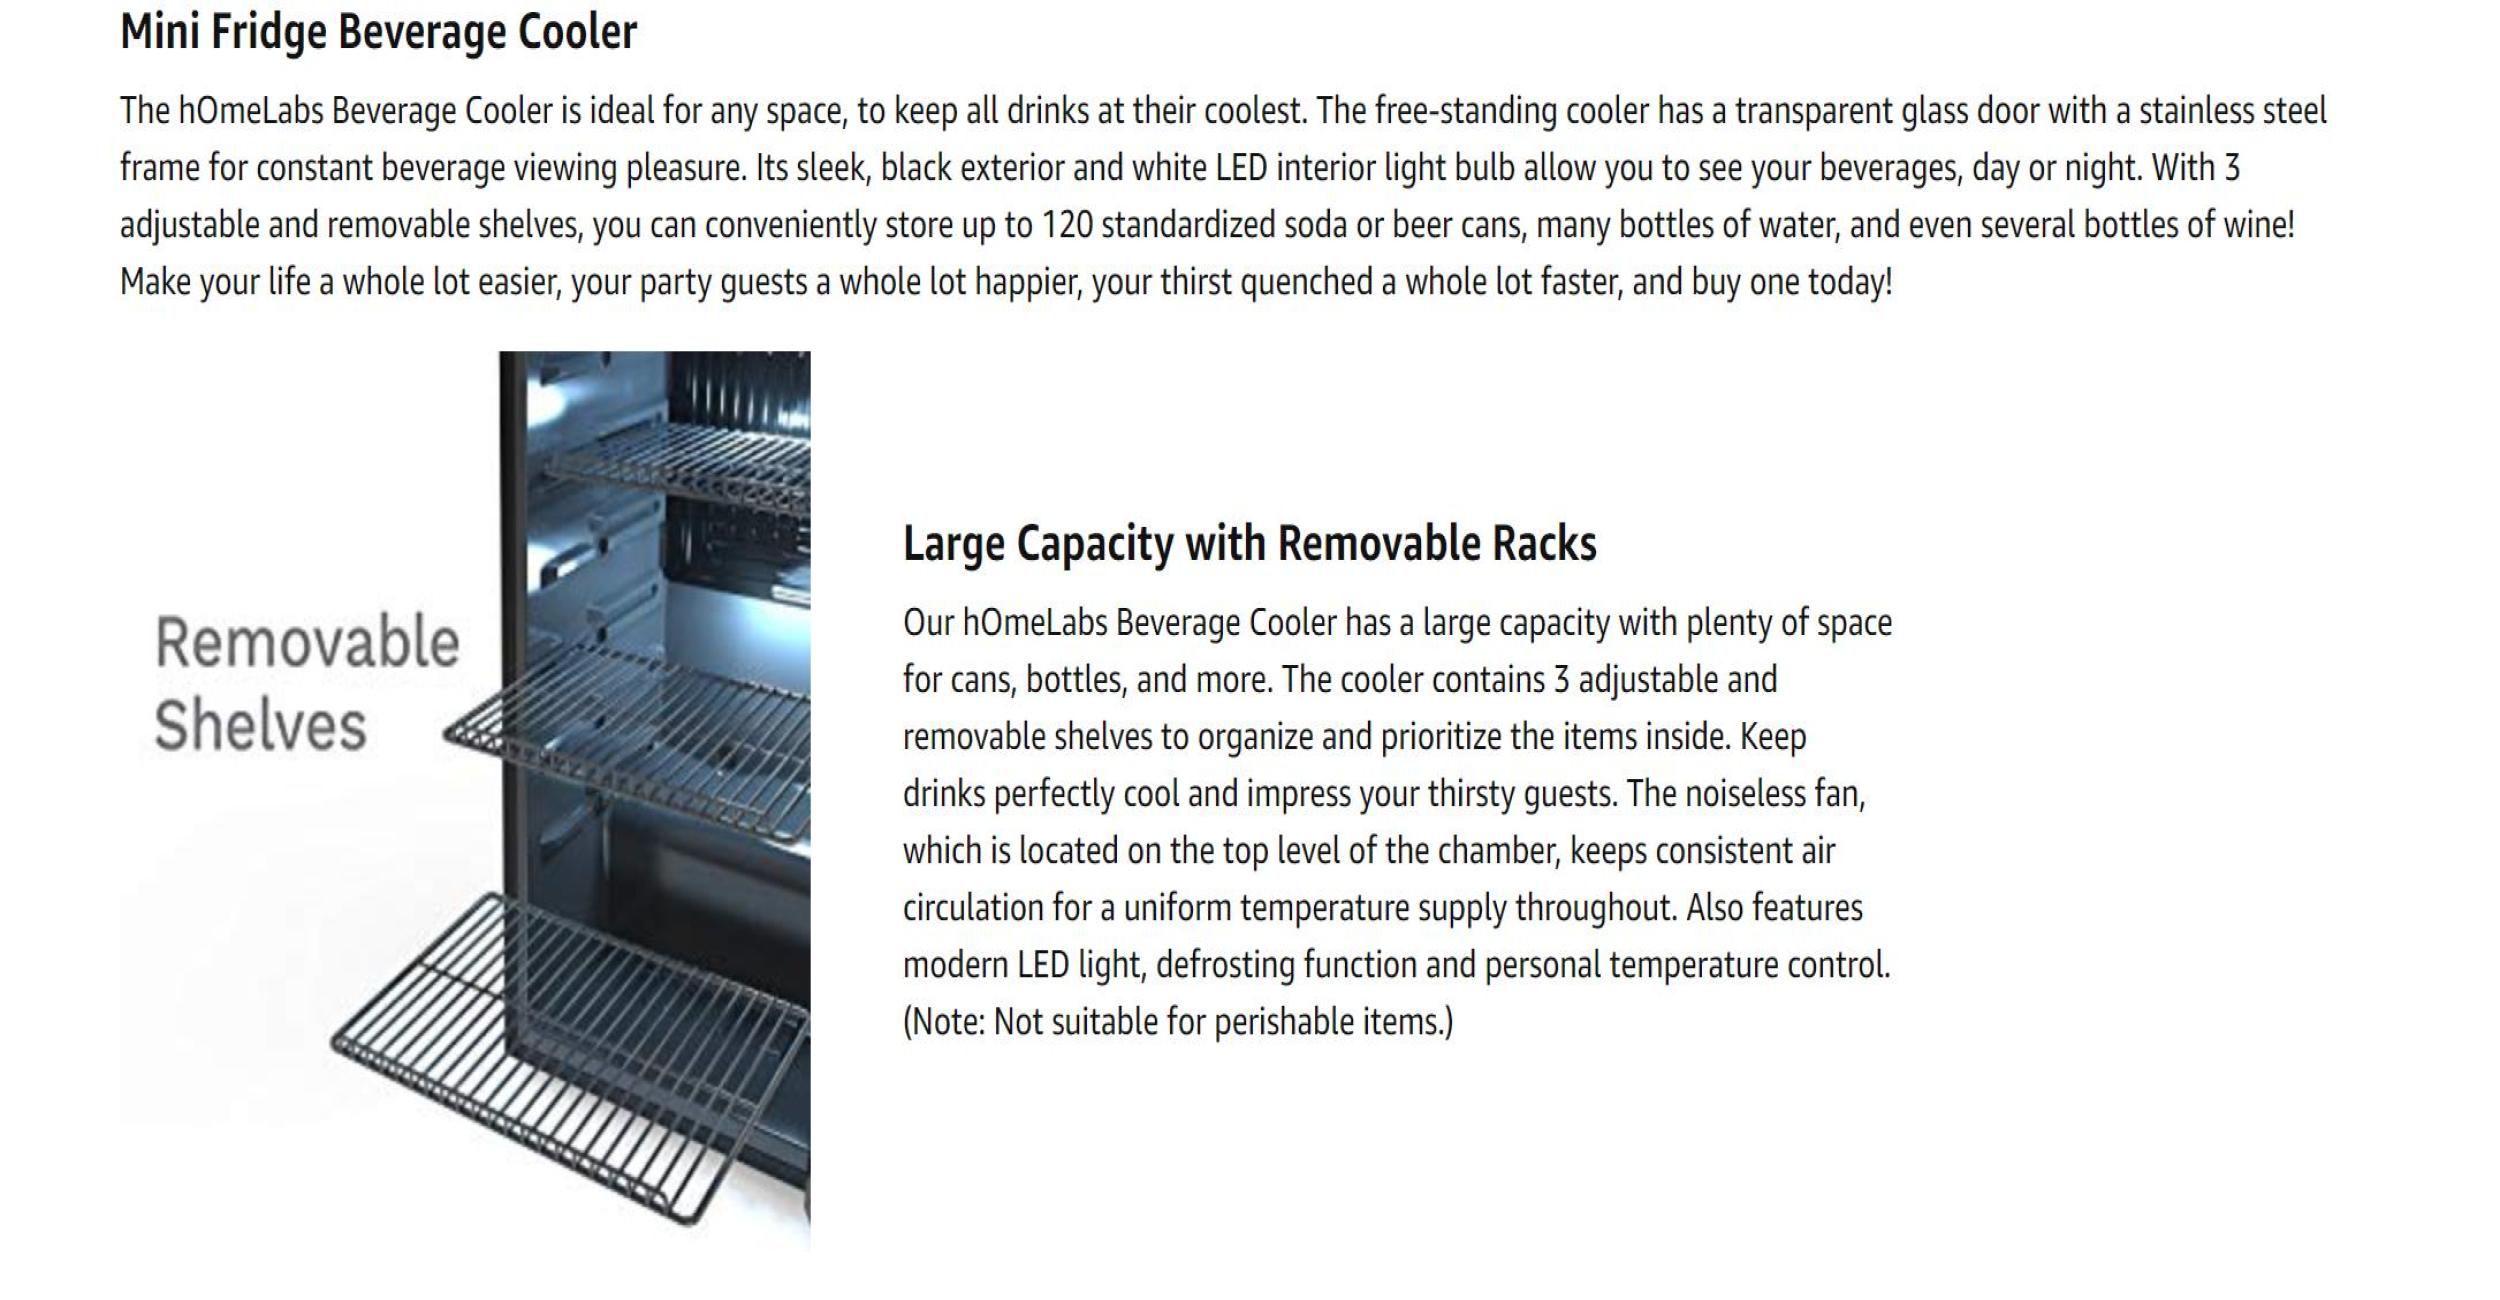 Mini Fridge Beverage Cooler
The hOmeLabs Beverage Cooler is ideal for any space, to keep all drinks at their coolest. The free-standing cooler has a transparent glass door with a stainless steel
frame for constant beverage viewing pleasure. Its sleek, black exterior and white LED interior light bulb allow you to see your beverages, day or night. With 3
adjustable and removable shelves, you can conveniently store up to 120 standardized soda or beer cans, many bottles of water, and even several bottles of wine!
Make your life a whole lot easier, your party guests a whole lot happier, your thirst quenched a whole lot faster, and buy one today!
Removable
Shelves
Large Capacity with Removable Racks
Our hOmeLabs Beverage Cooler has a large capacity with plenty of space
for cans, bottles, and more. The cooler contains 3 adjustable and
removable shelves to organize and prioritize the items inside. Keep
drinks perfectly cool and impress your thirsty guests. The noiseless fan,
which is located on the top level of the chamber, keeps consistent air
circulation for a uniform temperature supply throughout. Also features
modern LED light, defrosting function and personal temperature control.
(Note: Not suitable for perishable items.)